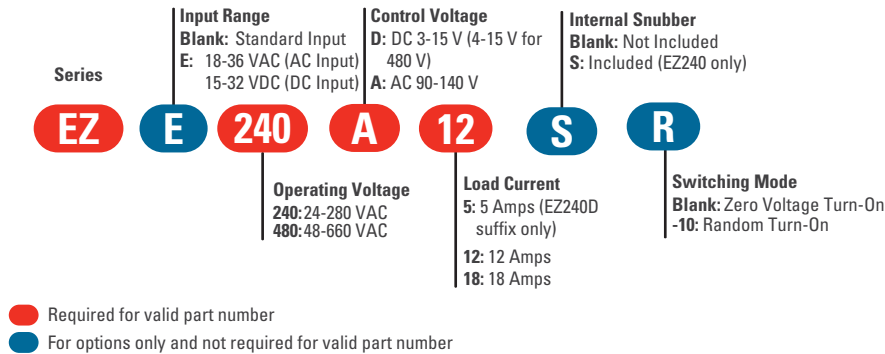 Input Range
Blank: Standard Input
E: 18-36 VAC (AC Input)
15-32 VDC (DC Input)
Control Voltage
D: DC 3-15 V (4-15 V for
480 V)
A: AC 90-140 V
Internal Snubber
Blank: Not Included
S: Included (EZ240 only)
Series
EZ E 240 A 12 S R
Operating Voltage
240: 24-280 VAC
480: 48-660 VAC
Load Current
5: 5 Amps (EZ240D
suffix only)
12: 12 Amps
18: 18 Amps
Switching Mode
Blank: Zero Voltage Turn-On
-10: Random Turn-On
Required for valid part number
For options only and not required for valid part number